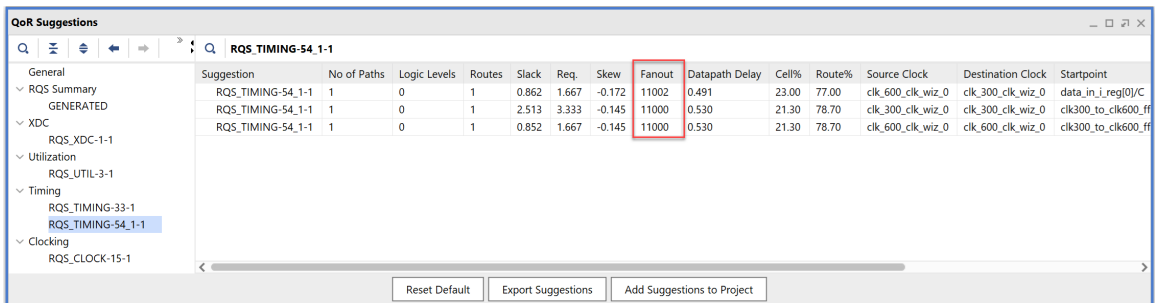 QoR Suggestions
RQS_TIMING-54_1-1
General
RQS Summary
GENERATED
XDC
RQS_XDC-1-1
Utilization
RQS_UTIL-3-1
Timing
RQS_TIMING-33-1
RQS_TIMING-54_1-1
Clocking
RQS_CLOCK-15-1
Suggestion No of Paths Logic Levels Routes Slack Req. Skew Fanout Datapath Delay Cell% Route% Source Clock Destination Clock Startpoint
RQS_TIMING-54_1-1 1 0 1 0.862 1.667 -0.172 11002 0.491 23.00 77.00 clk_600_clk_wiz_0 clk_300_clk_wiz_0 data_in_i_reg[0]/C
RQS_TIMING-54_1-1 1 0 1 2.513 3.333 -0.145 11000 0.530 21.30 78.70 clk_300_clk_wiz_0 clk_600_clk_wiz_0 clk300_to_clk600_ff
RQS_TIMING-54_1-1 1 0 1 0.852 1.667 -0.145 11000 0.530 21.30 78.70 clk_600_clk_wiz_0 clk_600_clk_wiz_0 clk300_to_clk600_ff
Reset Default Export Suggestions Add Suggestions to Project